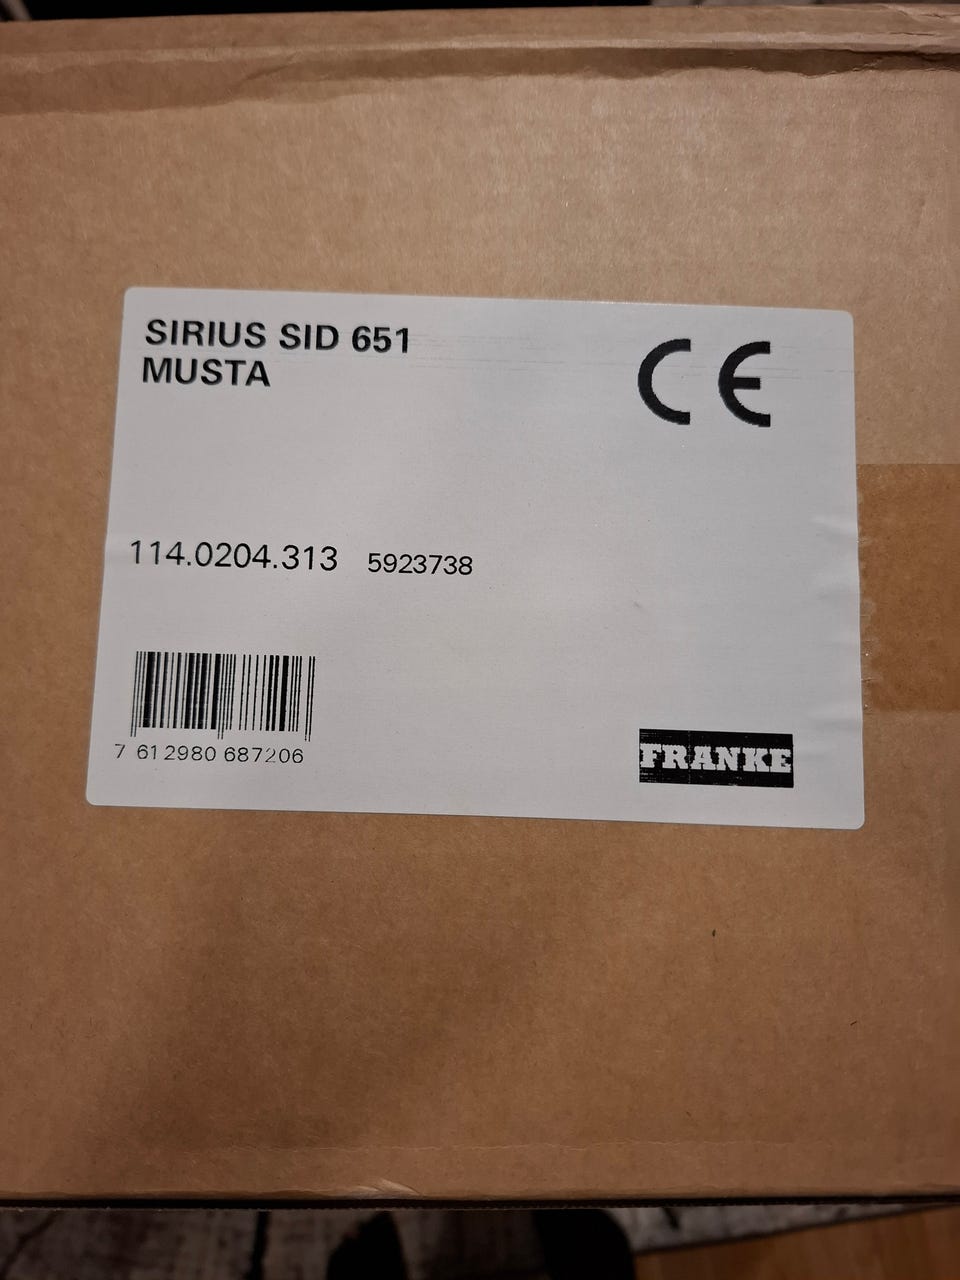 SIRIUS SID 651
MUSTA
CE
114.0204.313 5923738
7 612980 687206
FRANKE